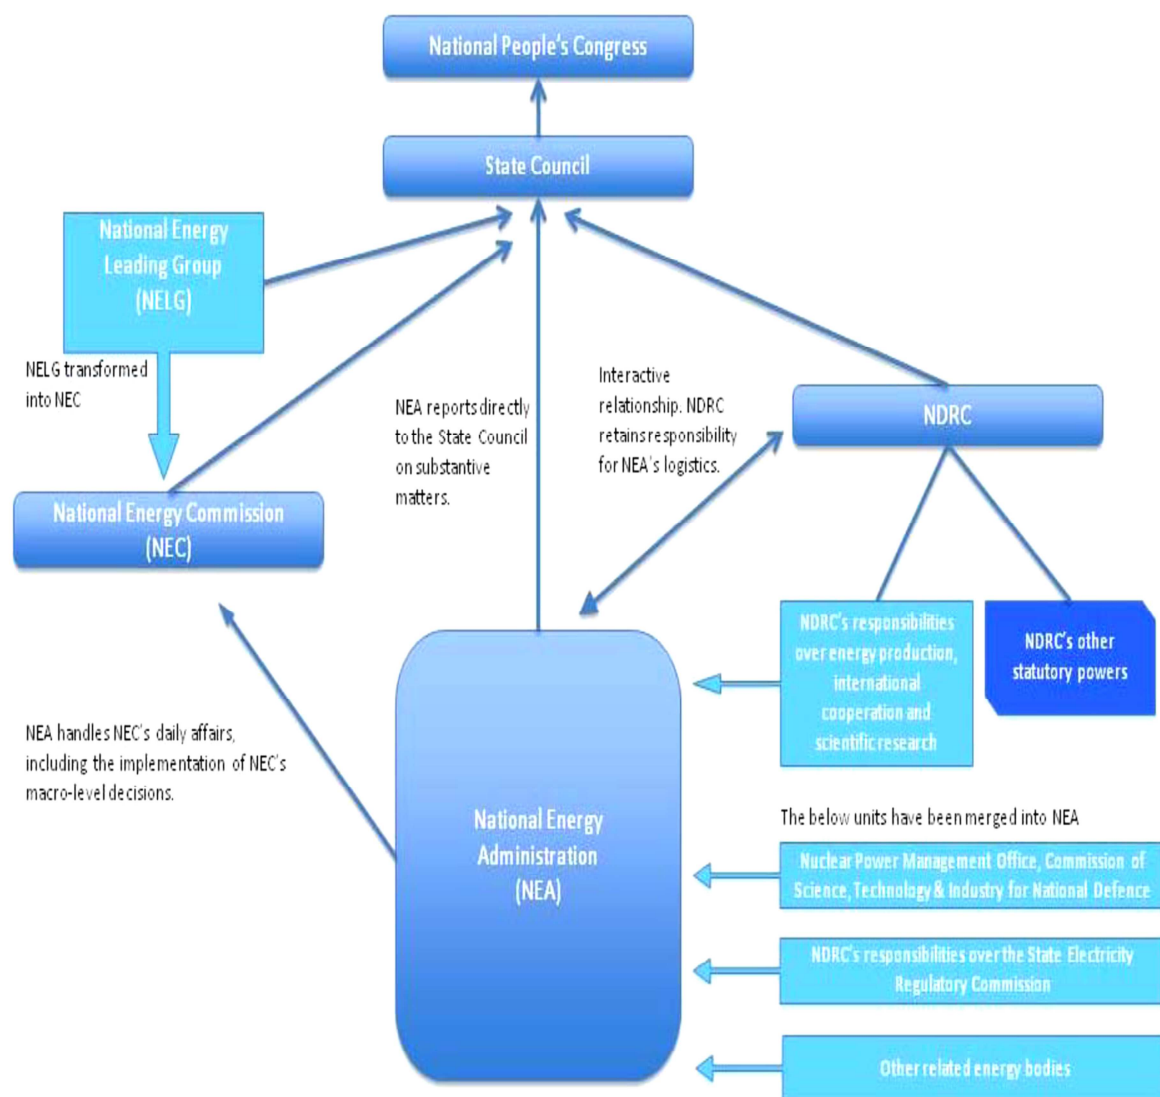 National People's Congress
State Council
National Energy
Leading Group
(NELG)
NELG transformed
into NEC
National Energy Commission
(NEC)
NEA reports directly
to the State Council
on substantive
matters.
Interactive
relationship. NDRC
retains responsibility
for NEA's logistics.
NDRC
NDRC's responsibilities
over energy production,
international
cooperation and
scientific research
NDRC's other
statutory powers
NEA handles NEC's daily affairs,
including the implementation of NEC's
macro-level decisions.
National Energy
Administration
(NEA)
The below units have been merged into NEA
Nuclear Power Management Office, Commission of
Science, Technology & Industry for National Defence
NDRC's responsibilities over the State Electricity
Regulatory Commission
Other related energy bodies